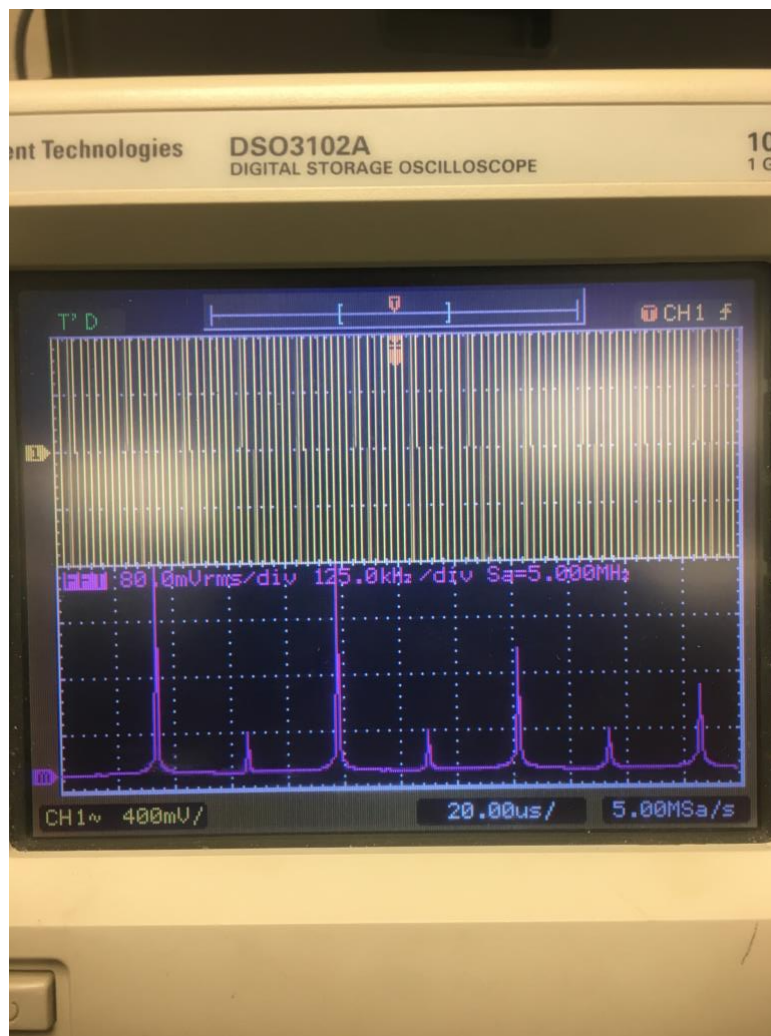 ent Technologies DSO3102A 10
DIGITAL STORAGE OSCILLOSCOPE 1 G
T' D T CH1
1
FFT 80.0mVrms/div 125.0kHz/div Sa=5.000MHz
m
CH1~ 400mV/ 20.00us/ 5.00MSa/s